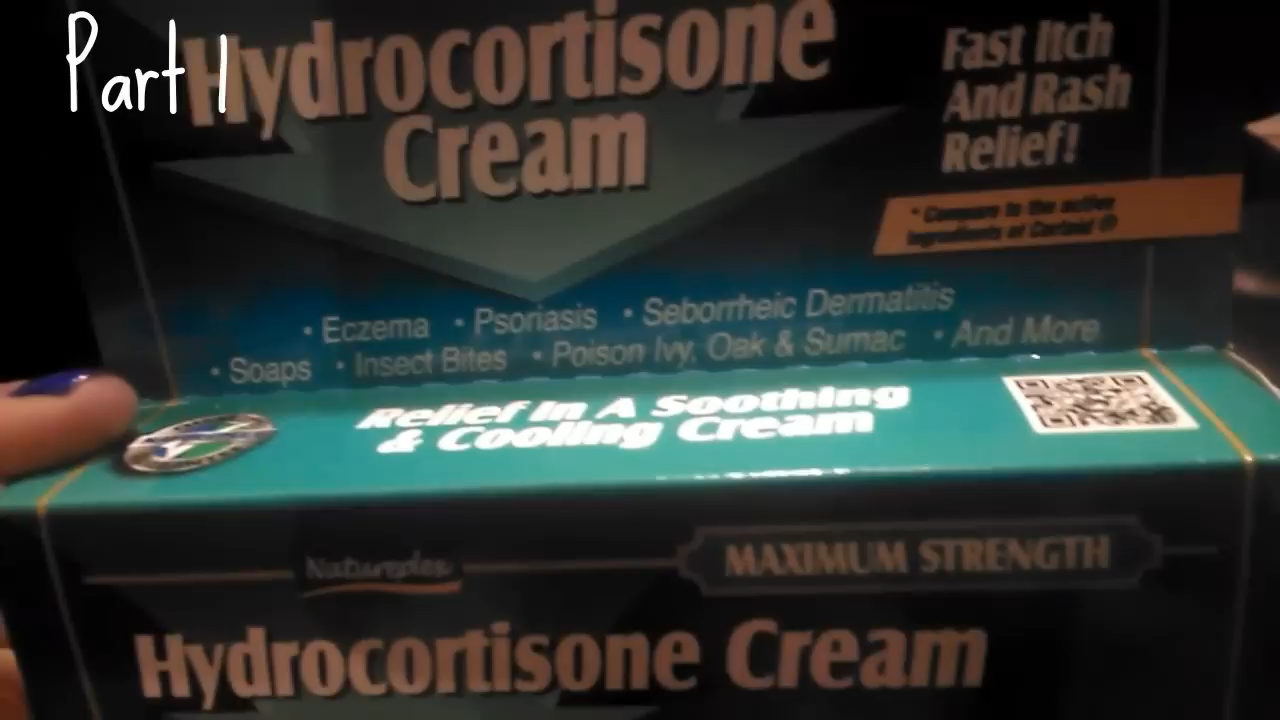 Part 1
Hydrocortisone
Cream
Fast Itch
And Rash
Relief!
* Compare to the active
ingredients of Cortaid ®
• Eczema • Psoriasis • Seborrheic Dermatitis
• Soaps • Insect Bites • Poison Ivy, Oak & Sumac • And More
Relief In A Soothing
& Cooling Cream
Natureplex
MAXIMUM STRENGTH
Hydrocortisone Cream